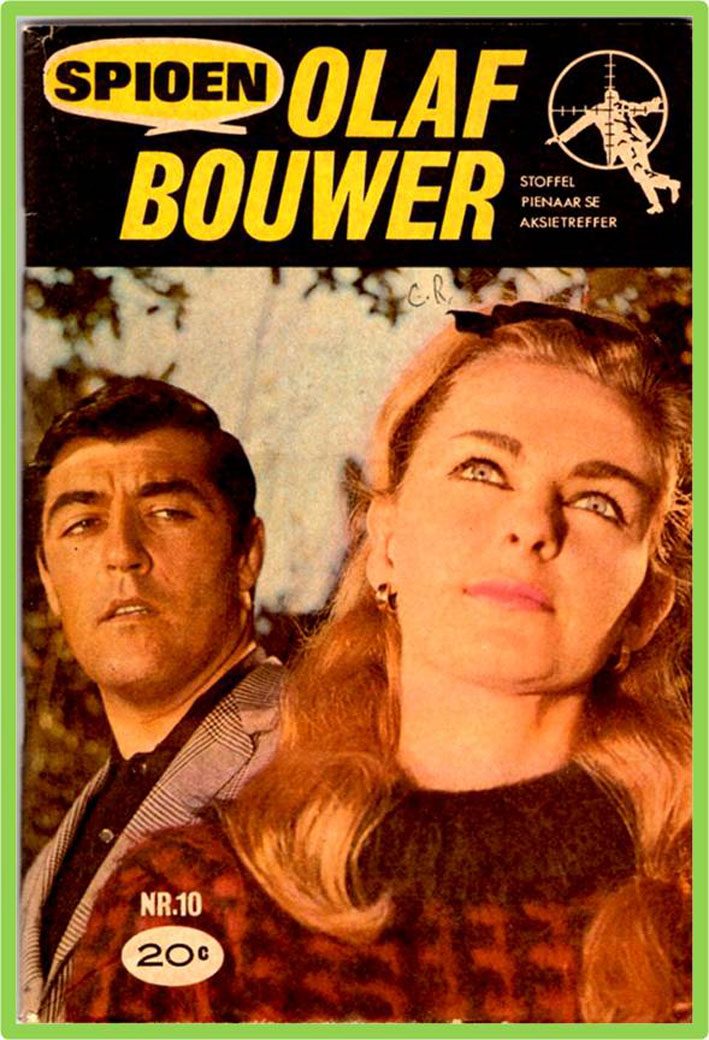 SPIOEN OLAF
BOUWER
STOFFEL
PIENAAR SE
AKSIETREFFER
C.R.
NR.10
20c